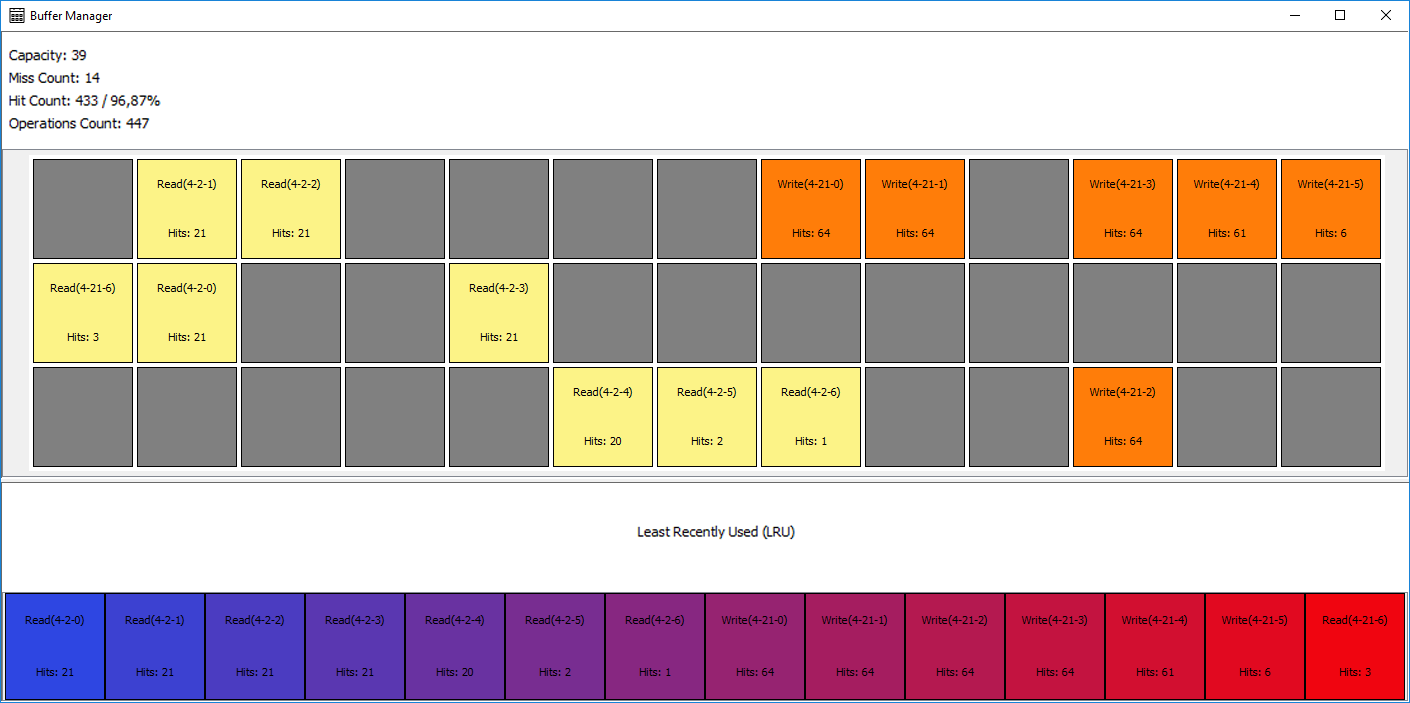 Buffer Manager
Capacity: 39
Miss Count: 14
Hit Count: 433 / 96,87%
Operations Count: 447
Read(4-2-1) Read(4-2-2) Write(4-21-0) Write(4-21-1) Write(4-21-3) Write(4-21-4) Write(4-21-5)
Hits: 21 Hits: 21 Hits: 64 Hits: 64 Hits: 64 Hits: 61 Hits: 6
Read(4-21-6) Read(4-2-0) Read(4-2-3)
Hits: 3 Hits: 21 Hits: 21
Read(4-2-4) Read(4-2-5) Read(4-2-6) Write(4-21-2)
Hits: 20 Hits: 2 Hits: 1 Hits: 64
Least Recently Used (LRU)
Read(4-2-0) Read(4-2-1) Read(4-2-2) Read(4-2-3) Read(4-2-4) Read(4-2-5) Read(4-2-6) Write(4-21-0) Write(4-21-1) Write(4-21-2) Write(4-21-3) Write(4-21-4) Write(4-21-5) Read(4-21-6)
Hits: 21 Hits: 21 Hits: 21 Hits: 21 Hits: 20 Hits: 2 Hits: 1 Hits: 64 Hits: 64 Hits: 64 Hits: 64 Hits: 61 Hits: 6 Hits: 3